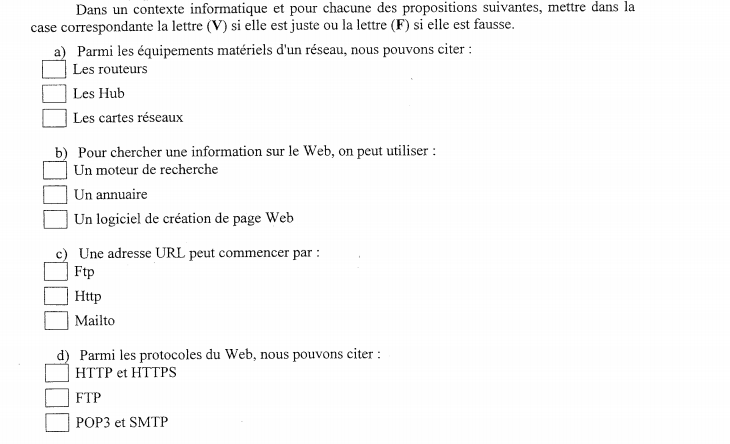 Dans un contexte informatique et pour chacune des propositions suivantes, mettre dans la
case correspondante la lettre (V) si elle est juste ou la lettre (F) si elle est fausse.
a) Parmi les équipements matériels d'un réseau, nous pouvons citer :
Les routeurs
Les Hub
Les cartes réseaux
b) Pour chercher une information sur le Web, on peut utiliser :
Un moteur de recherche
Un annuaire
Un logiciel de création de page Web
c) Une adresse URL peut commencer par :
Ftp
Http
Mailto
d) Parmi les protocoles du Web, nous pouvons citer :
HTTP et HTTPS
FTP
POP3 et SMTP